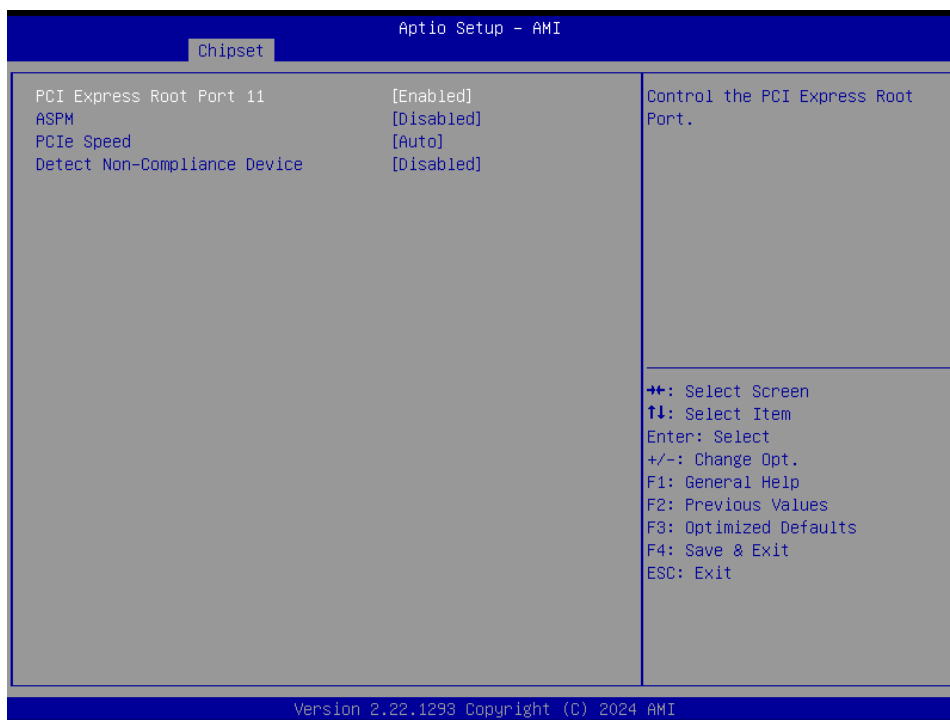 Aptio Setup – AMI
Chipset
PCI Express Root Port 11 [Enabled]
ASPM [Disabled]
PCIe Speed [Auto]
Detect Non-Compliance Device [Disabled]
Control the PCI Express Root
Port.
→←: Select Screen
↑↓: Select Item
Enter: Select
+/-: Change Opt.
F1: General Help
F2: Previous Values
F3: Optimized Defaults
F4: Save & Exit
ESC: Exit
Version 2.22.1293 Copyright (C) 2024 AMI